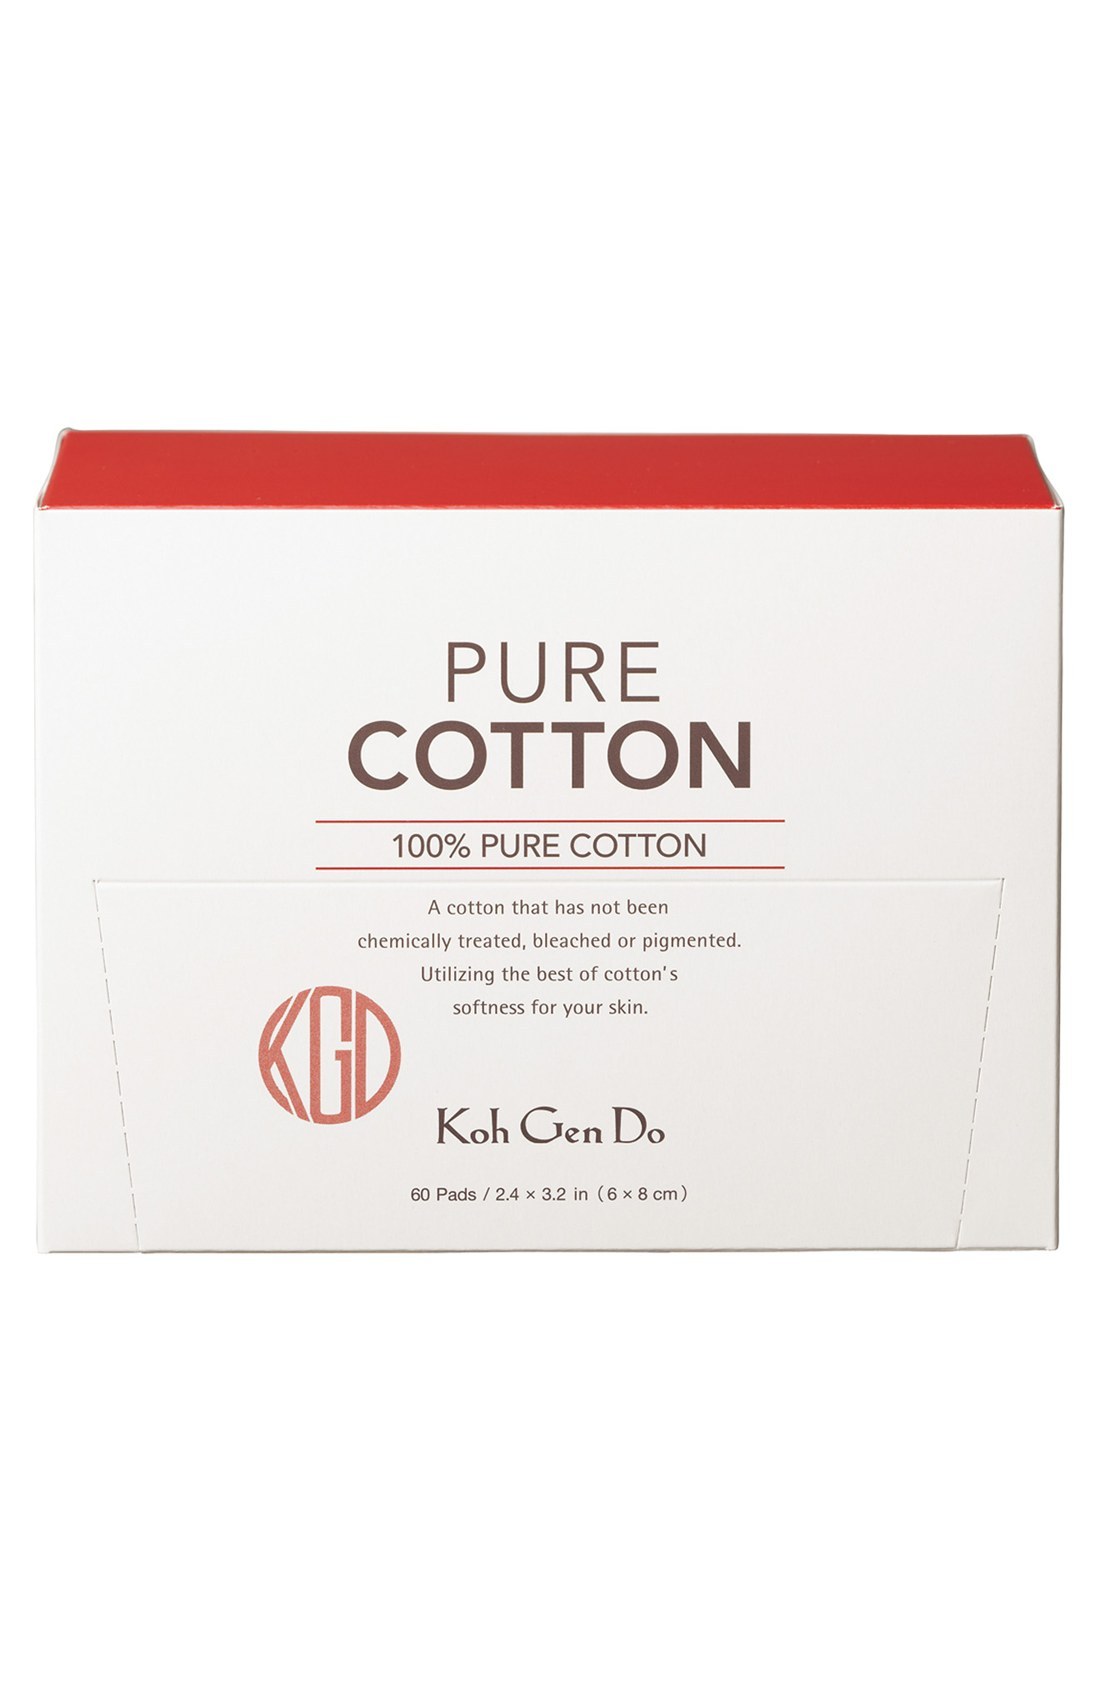 PURE
COTTON
100% PURE COTTON
A cotton that has not been
chemically treated, bleached or pigmented.
Utilizing the best of cotton's
softness for your skin.
KGD
Koh Gen Do
60 Pads / 2.4 × 3.2 in (6 × 8 cm)